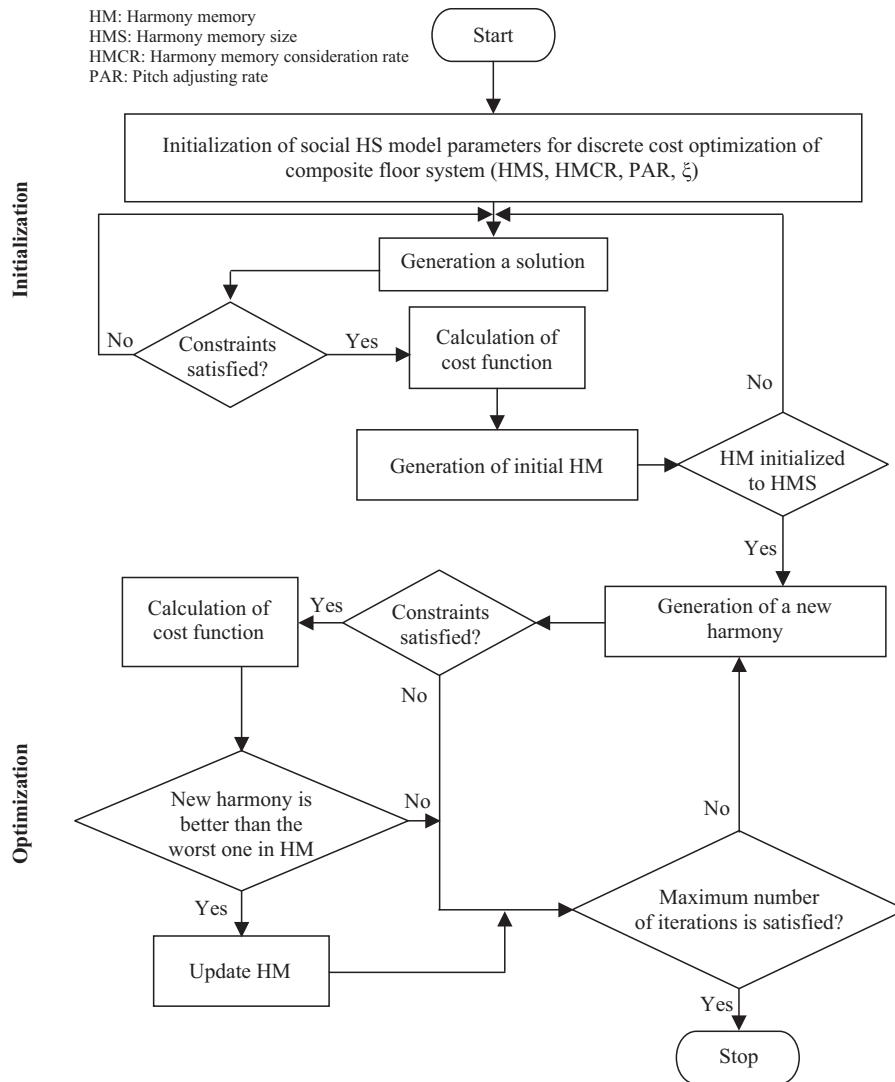 HM: Harmony memory
HMS: Harmony memory size
HMCR: Harmony memory consideration rate
PAR: Pitch adjusting rate
Start
Initialization of social HS model parameters for discrete cost optimization of
composite floor system (HMS, HMCR, PAR, ξ)
Initialization
Generation a solution
No
Constraints
satisfied?
Yes
Calculation of
cost function
No
Generation of initial HM
HM initialized
to HMS
Yes
Calculation of
cost function
Yes
Constraints
satisfied?
Generation of a new
harmony
No
Optimization
New harmony is
better than the
worst one in HM
No
No
Maximum number
of iterations is satisfied?
Yes
Update HM
Yes
Stop